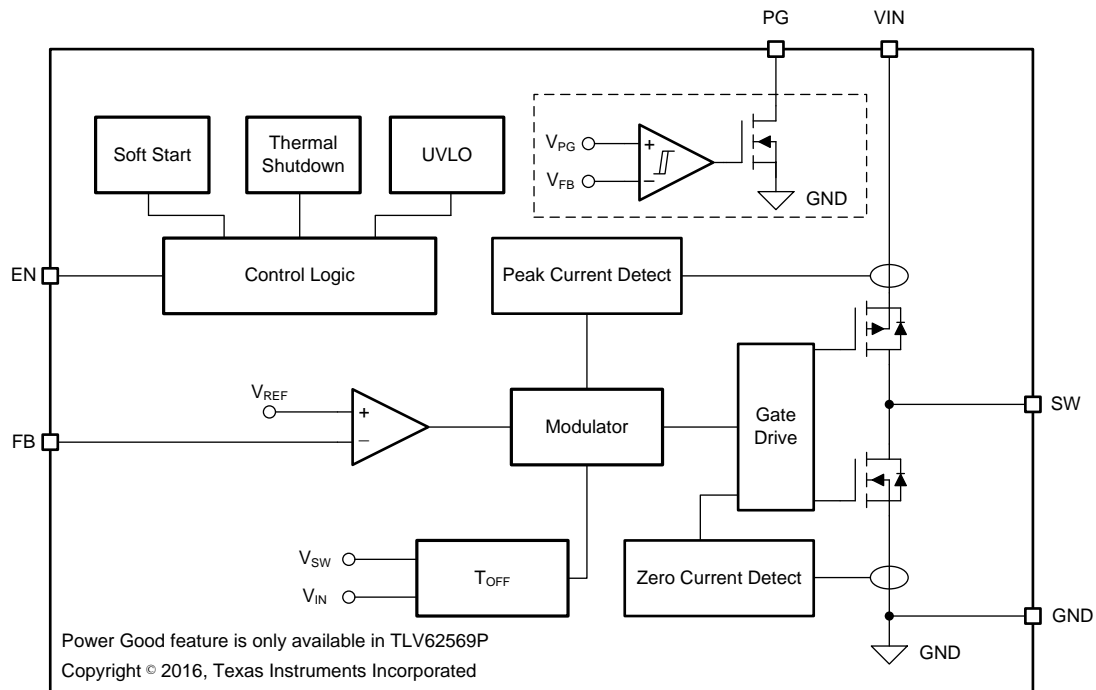 PG
VIN
Soft Start
Thermal
Shutdown
UVLO
VPG
+
VFB
−
GND
EN
Control Logic
Peak Current Detect
VREF
+
FB
−
Modulator
Gate
Drive
SW
VSW
VIN
TOFF
Zero Current Detect
GND
GND
Power Good feature is only available in TLV62569P
Copyright © 2016, Texas Instruments Incorporated